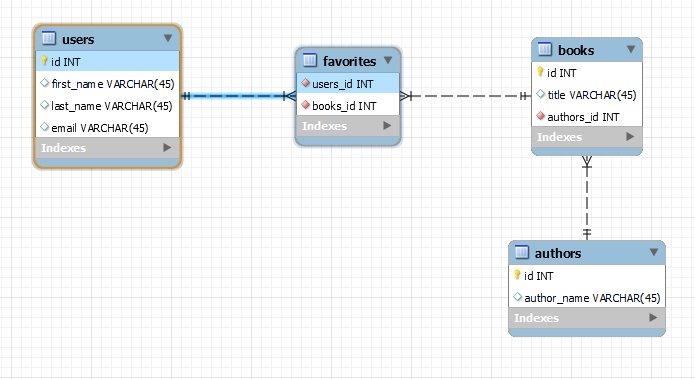 users
id INT
first_name VARCHAR(45)
last_name VARCHAR(45)
email VARCHAR(45)
Indexes
favorites
users_id INT
books_id INT
Indexes
books
id INT
title VARCHAR(45)
authors_id INT
Indexes
authors
id INT
author_name VARCHAR(45)
Indexes